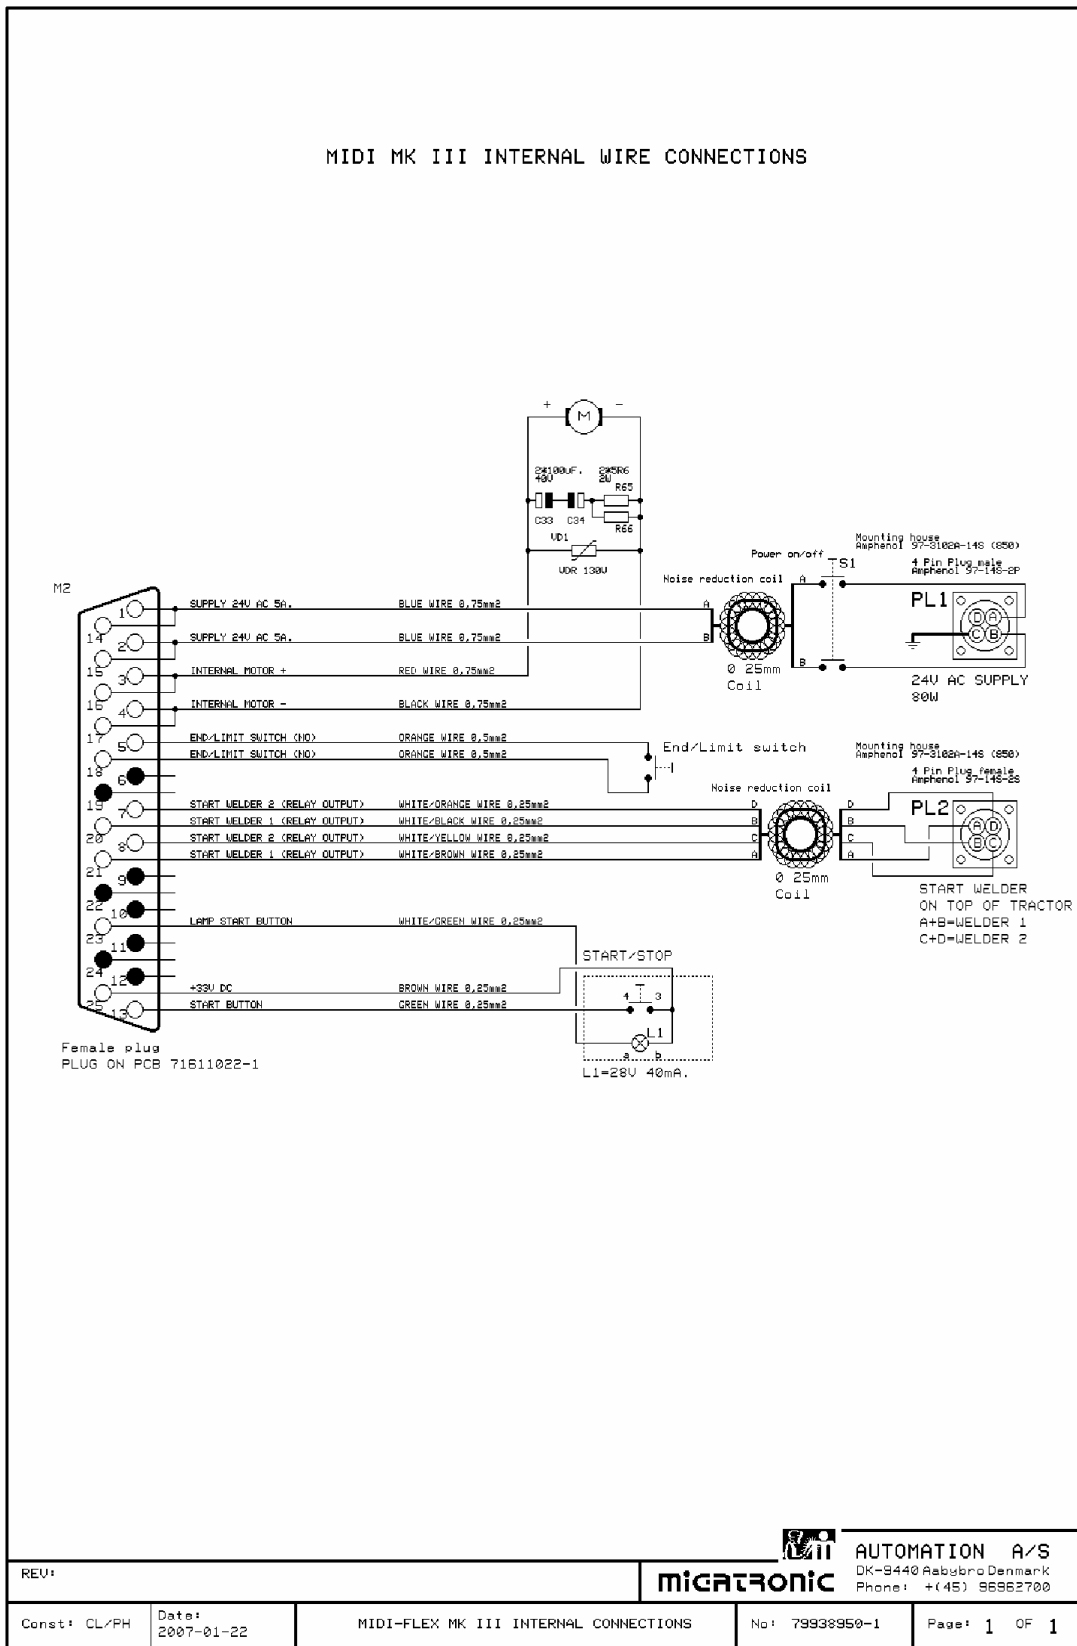 MIDI MK III INTERNAL WIRE CONNECTIONS
+ M -
2*100uF. 2*5R6
40V 2W
R65
C33 C34 R66
VD1
VDR 130V
Mounting house
Amphenol 97-3102A-14S (850)
Power on/off S1
4 Pin Plug male
Amphenol 97-14S-2P
M2
Noise reduction coil
A A
PL1
D A
C B
1 SUPPLY 24V AC 5A. BLUE WIRE 0,75mm2
14
2 SUPPLY 24V AC 5A. BLUE WIRE 0,75mm2
B B
0 25mm
Coil
24V AC SUPPLY
80W
15
3 INTERNAL MOTOR + RED WIRE 0,75mm2
16
4 INTERNAL MOTOR - BLACK WIRE 0,75mm2
17
5 END/LIMIT SWITCH (NO) ORANGE WIRE 0,5mm2
END/LIMIT SWITCH (NO) ORANGE WIRE 0,5mm2
End/Limit switch
18
6
Mounting house
Amphenol 97-3102A-14S (850)
4 Pin Plug female
Amphenol 97-14S-2S
Noise reduction coil
PL2
A D
B C
19
7 START WELDER 2 (RELAY OUTPUT) WHITE/ORANGE WIRE 0,25mm2 D D
START WELDER 1 (RELAY OUTPUT) WHITE/BLACK WIRE 0,25mm2 B B
20
8 START WELDER 2 (RELAY OUTPUT) WHITE/YELLOW WIRE 0,25mm2 C C
START WELDER 1 (RELAY OUTPUT) WHITE/BROWN WIRE 0,25mm2 A A
0 25mm
Coil
START WELDER
ON TOP OF TRACTOR
A+B=WELDER 1
C+D=WELDER 2
21
9
22
10
LAMP START BUTTON WHITE/GREEN WIRE 0,25mm2
23
11
24
12
START/STOP
+33V DC BROWN WIRE 0,25mm2
25
13 START BUTTON GREEN WIRE 0,25mm2
4 3
L1
a b
L1=28V 40mA.
Female plug
PLUG ON PCB 71611022-1
REV:
MIGATRONIC
AUTOMATION A/S
DK-9440 Aabybro Denmark
Phone: +(45) 96962700
Const: CL/PH
Date:
2007-01-22
MIDI-FLEX MK III INTERNAL CONNECTIONS
No: 79938950-1
Page: 1 OF 1